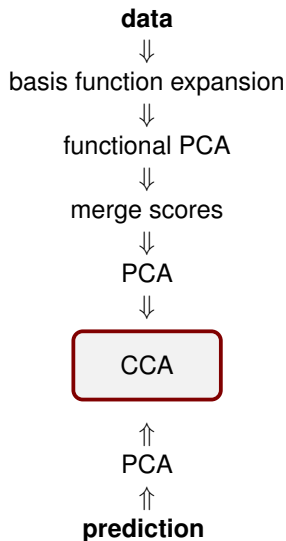 data
⇓
basis function expansion
⇓
functional PCA
⇓
merge scores
⇓
PCA
⇓
CCA
⇑
PCA
⇑
prediction